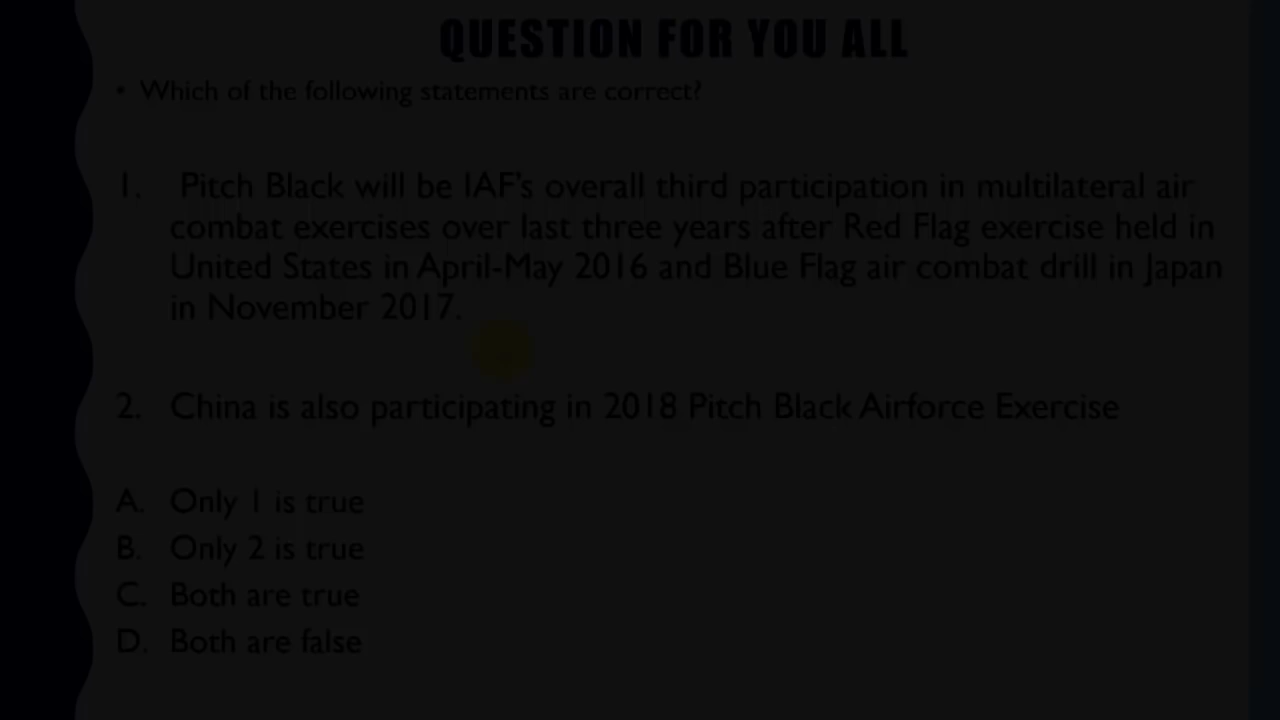 QUESTION FOR YOU ALL
• Which of the following statements are correct?
1. Pitch Black will be IAF's overall third participation in multilateral air
combat exercises over last three years after Red Flag exercise held in
United States in April-May 2016 and Blue Flag air combat drill in Japan
in November 2017.
2. China is also participating in 2018 Pitch Black Airforce Exercise
A. Only 1 is true
B. Only 2 is true
C. Both are true
D. Both are false